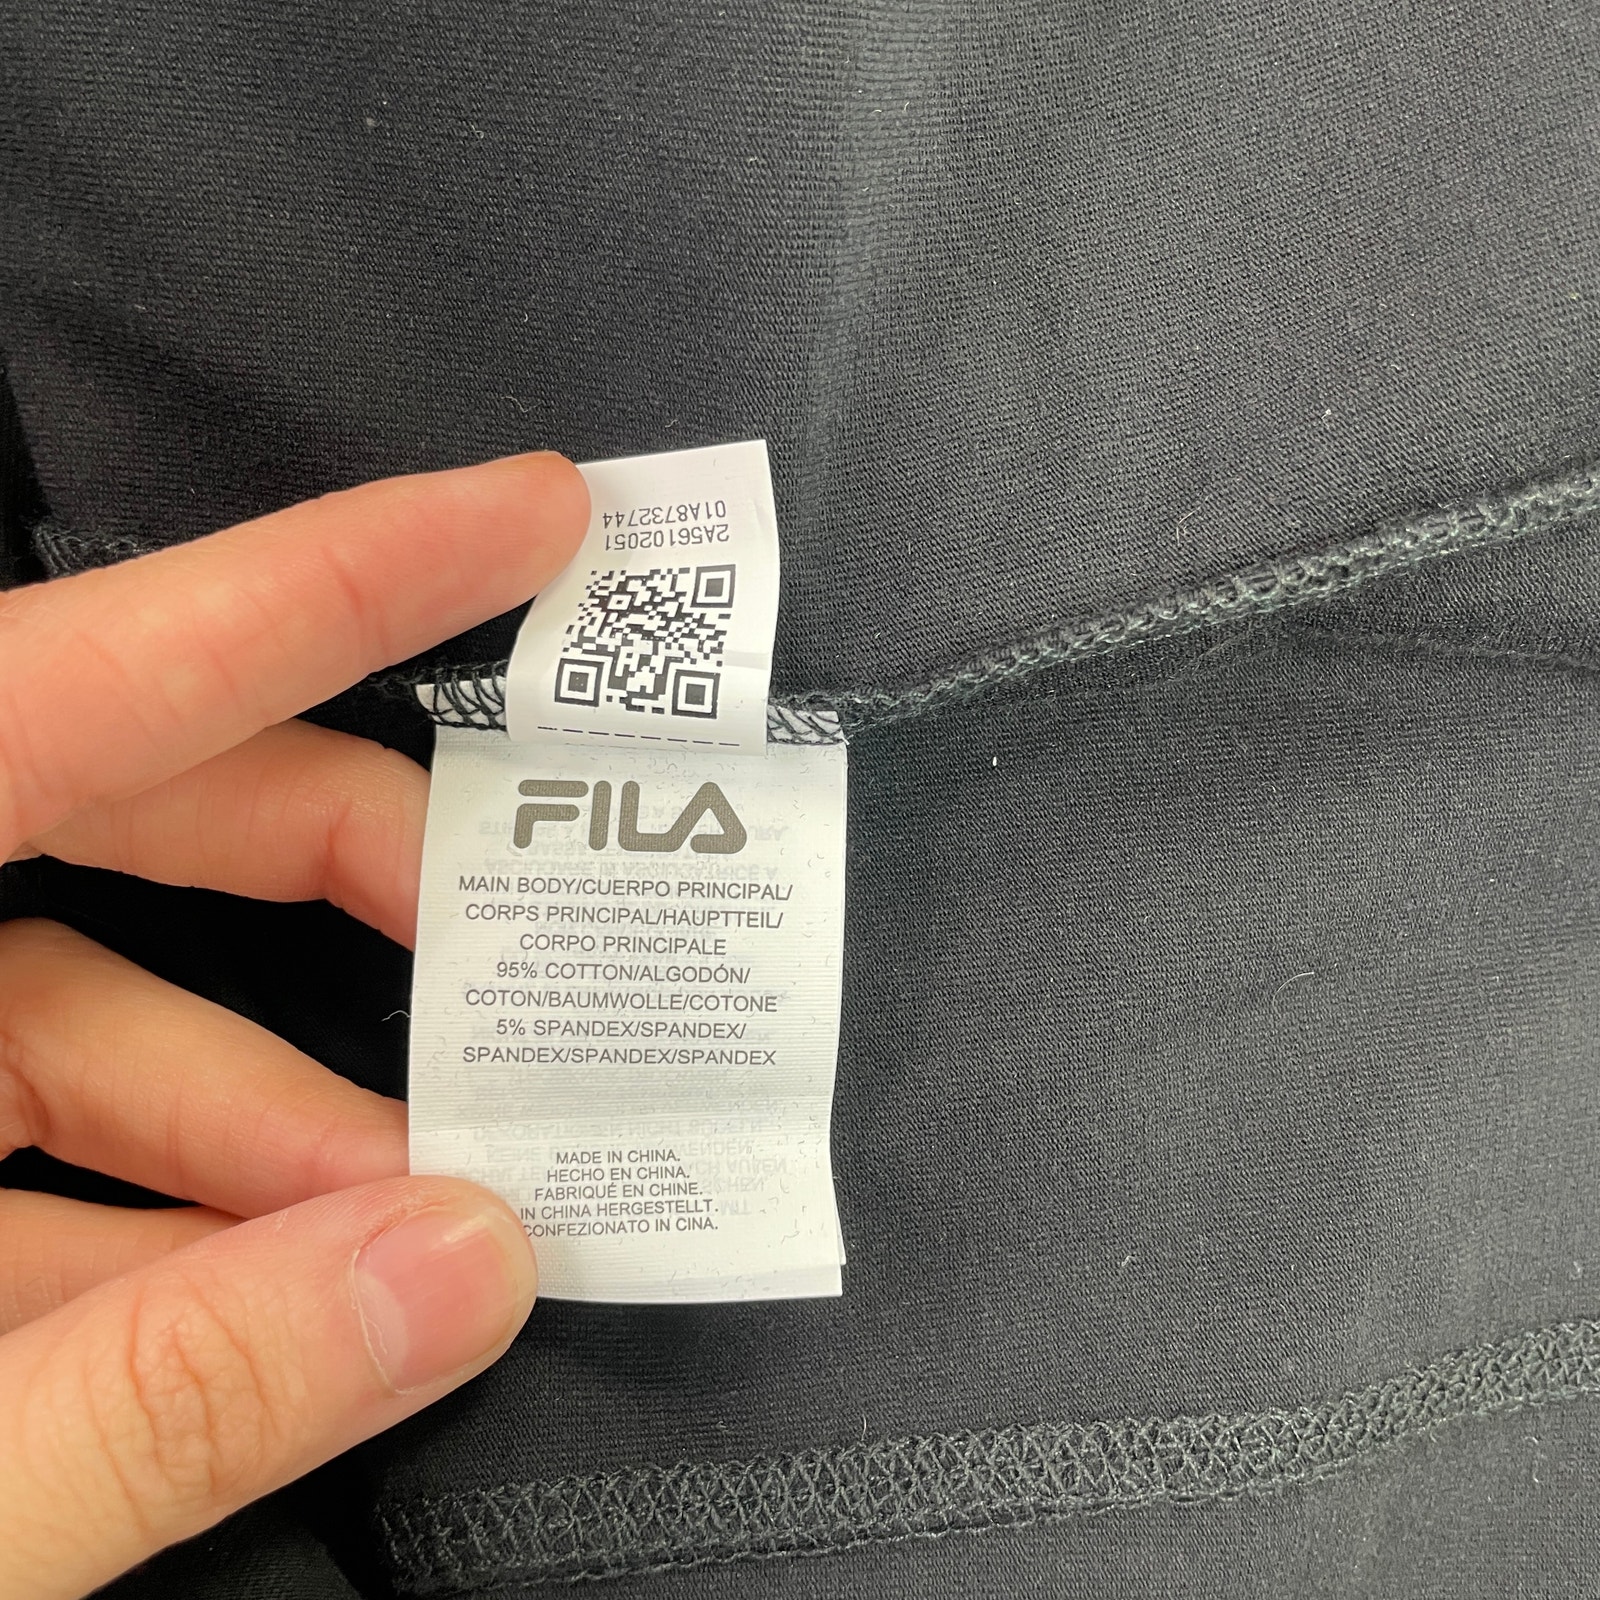 01A8732744
2A56102051
FILA
MAIN BODY/CUERPO PRINCIPAL/
CORPS PRINCIPAL/HAUPTTEIL/
CORPO PRINCIPALE
95% COTTON/ALGODÓN/
COTON/BAUMWOLLE/COTONE
5% SPANDEX/SPANDEX/
SPANDEX/SPANDEX/SPANDEX
MADE IN CHINA.
HECHO EN CHINA.
FABRIQUÉ EN CHINE.
IN CHINA HERGESTELLT.
CONFEZIONATO IN CINA.